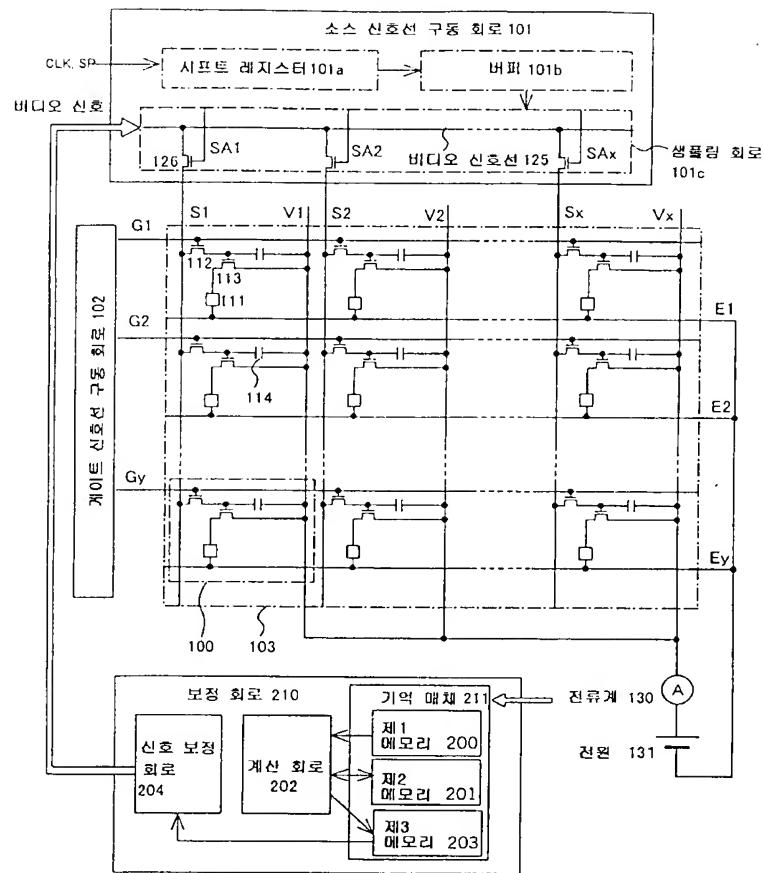 소스 신호선 구동 회로 101
CLK, SP
시프트 레지스터 101a
버퍼 101b
비디오 신호
126
SA1
SA2
비디오 신호선 125
SAx
샘플링 회로
101c
S1
V1
S2
V2
Sx
Vx
G1
112
113
111
E1
G2
114
E2
게이트 신호선 구동 회로 102
Gy
Ey
100
103
보정 회로 210
기억 매체 211
전류계 130
A
신호 보정
회로
204
계산 회로
202
제1
메모리 200
제2
메모리 201
제3
메모리 203
전원 131